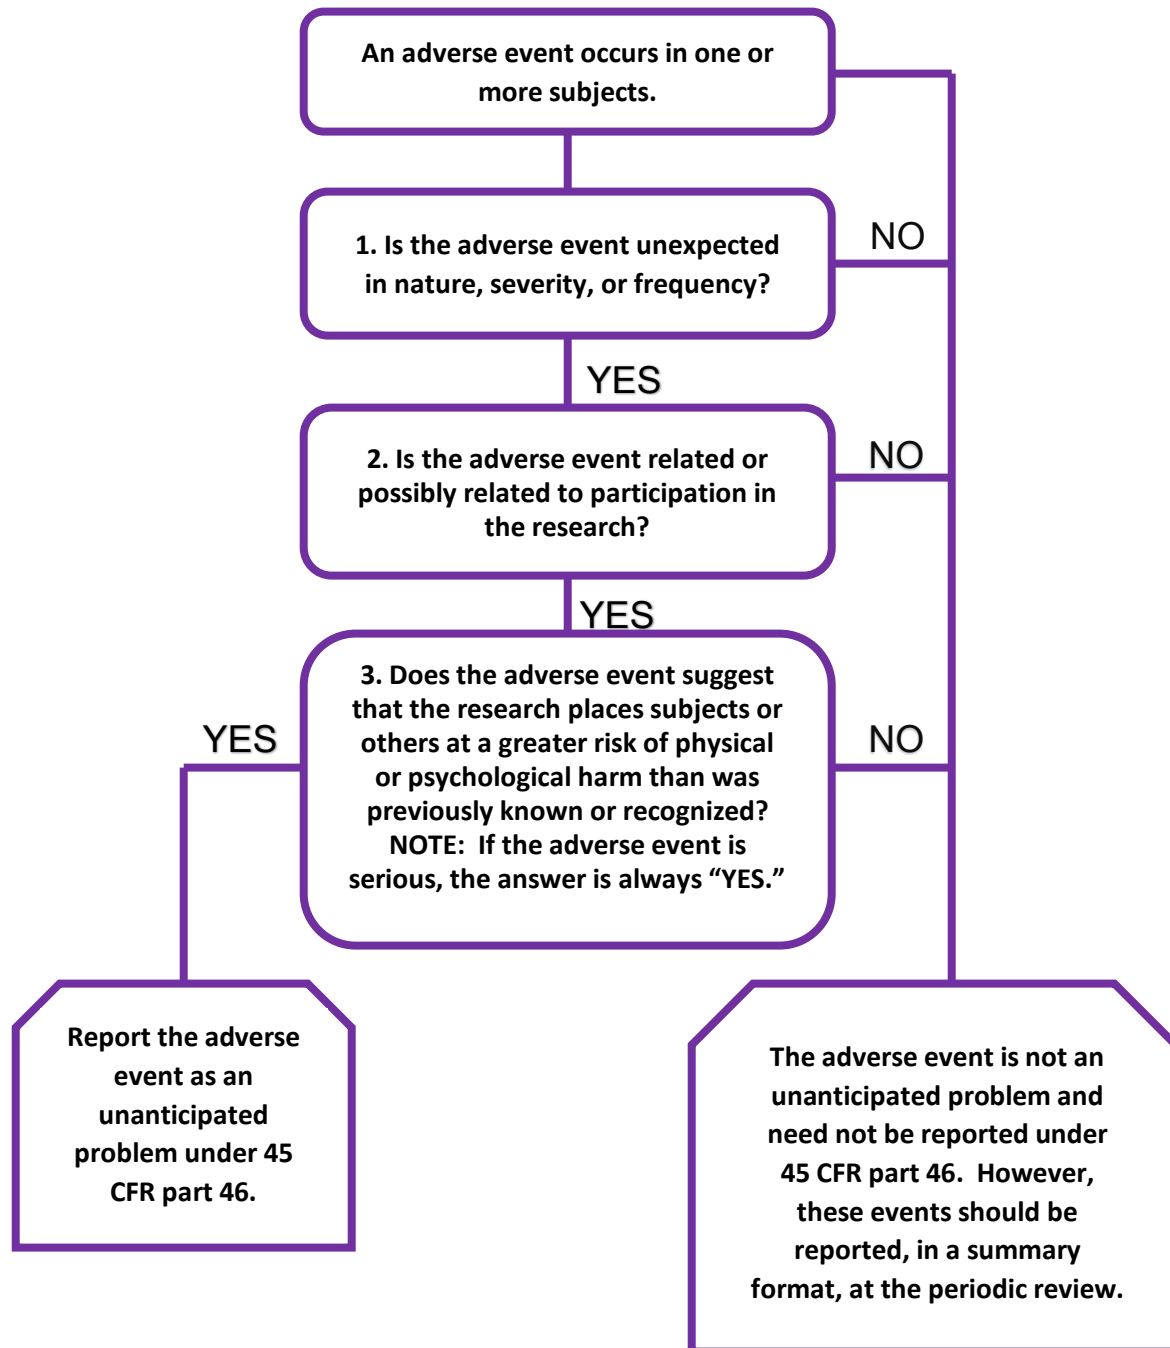 An adverse event occurs in one or
more subjects.
1. Is the adverse event unexpected
in nature, severity, or frequency?
NO
YES
2. Is the adverse event related or
possibly related to participation in
the research?
NO
YES
3. Does the adverse event suggest
that the research places subjects or
others at a greater risk of physical
or psychological harm than was
previously known or recognized?
NOTE:  If the adverse event is
serious, the answer is always “YES.”
YES
NO
Report the adverse
event as an
unanticipated
problem under 45
CFR part 46.
The adverse event is not an
unanticipated problem and
need not be reported under
45 CFR part 46.  However,
these events should be
reported, in a summary
format, at the periodic review.